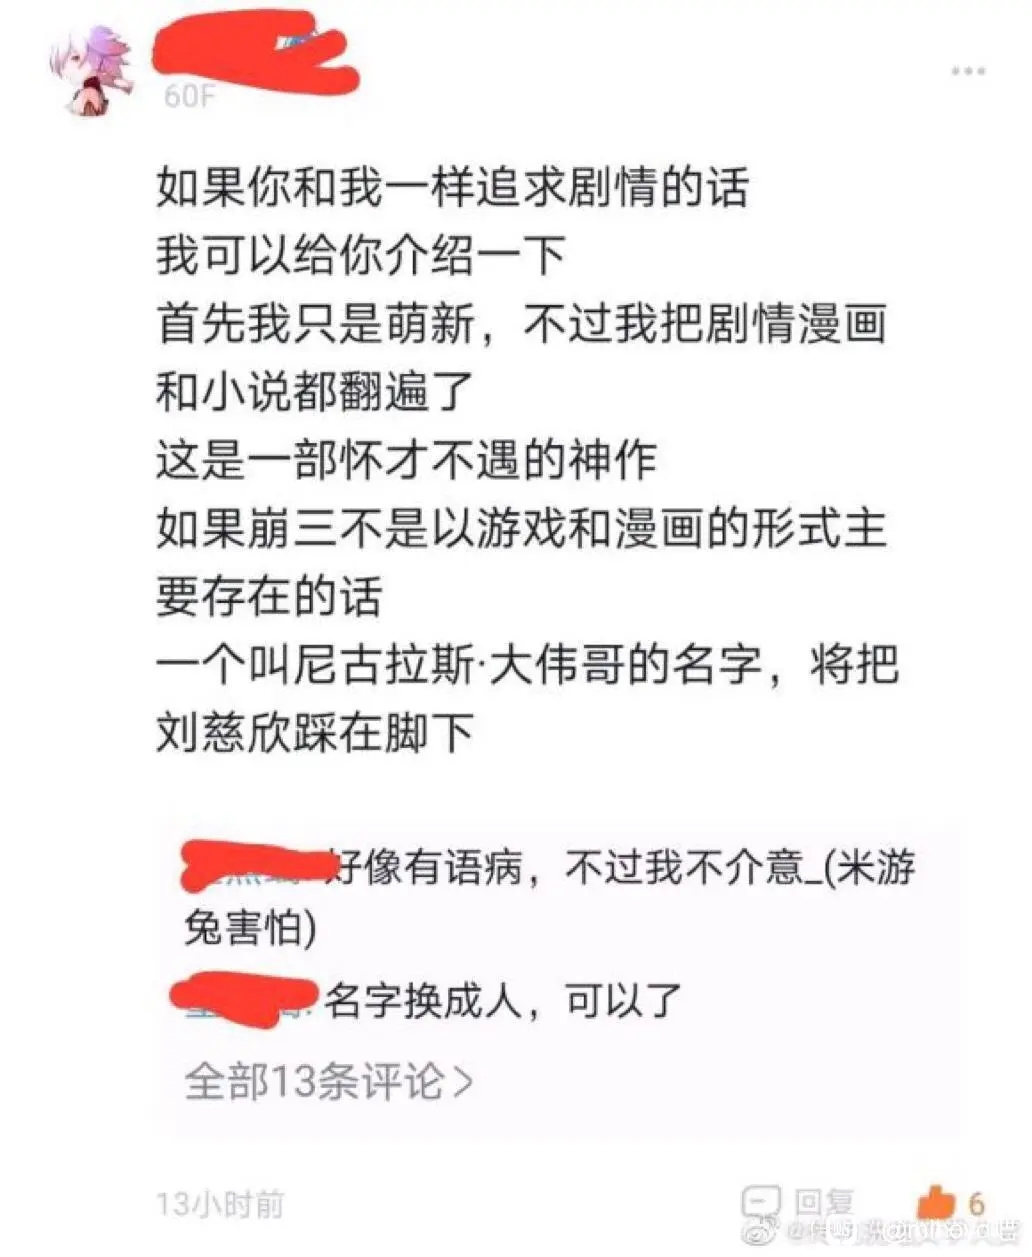 60F
如果你和我一样追求剧情的话
我可以给你介绍一下
首先我只是萌新，不过我把剧情漫画
和小说都翻遍了
这是一部怀才不遇的神作
如果崩三不是以游戏和漫画的形式主
要存在的话
一个叫尼古拉斯·大伟哥的名字，将把
刘慈欣踩在脚下
好像有语病，不过我不介意_(米游
兔害怕)
名字换成人，可以了
全部13条评论>
13小时前
回复
6